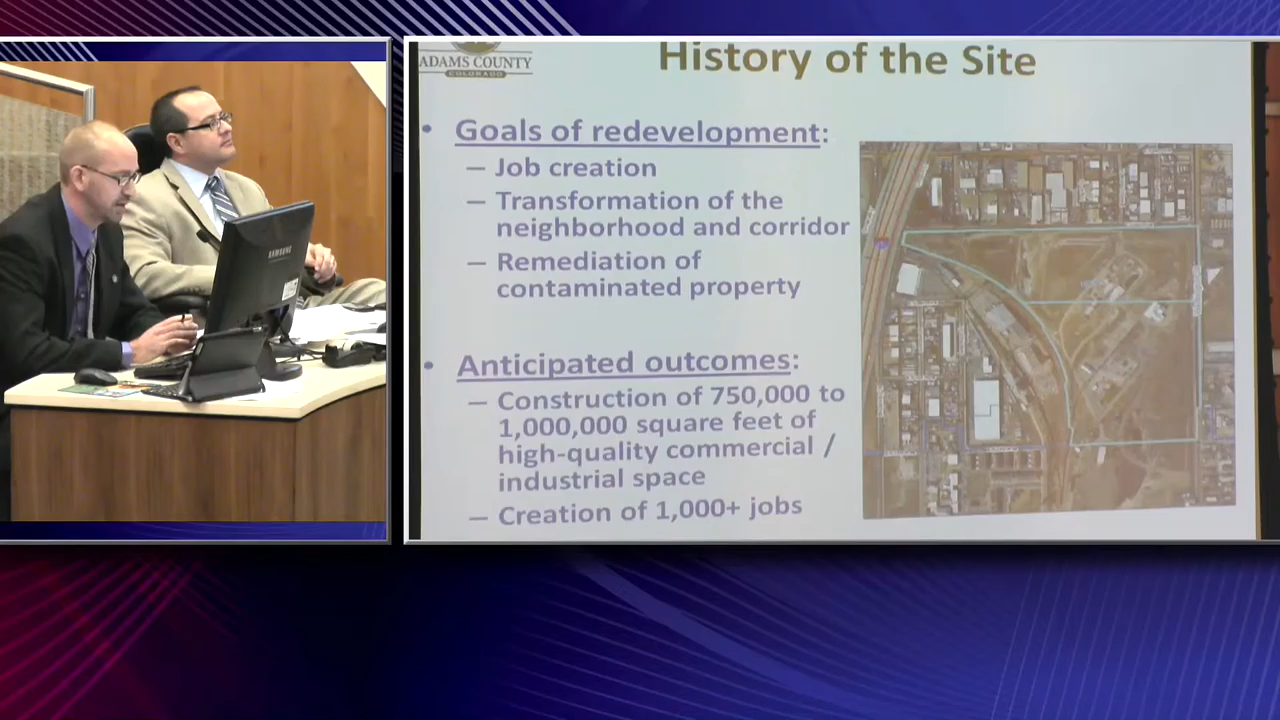 ADAMS COUNTY
COLORADO
History of the Site
• Goals of redevelopment:
– Job creation
– Transformation of the
neighborhood and corridor
– Remediation of
contaminated property
• Anticipated outcomes:
– Construction of 750,000 to
1,000,000 square feet of
high-quality commercial /
industrial space
– Creation of 1,000+ jobs
SAMSUNG